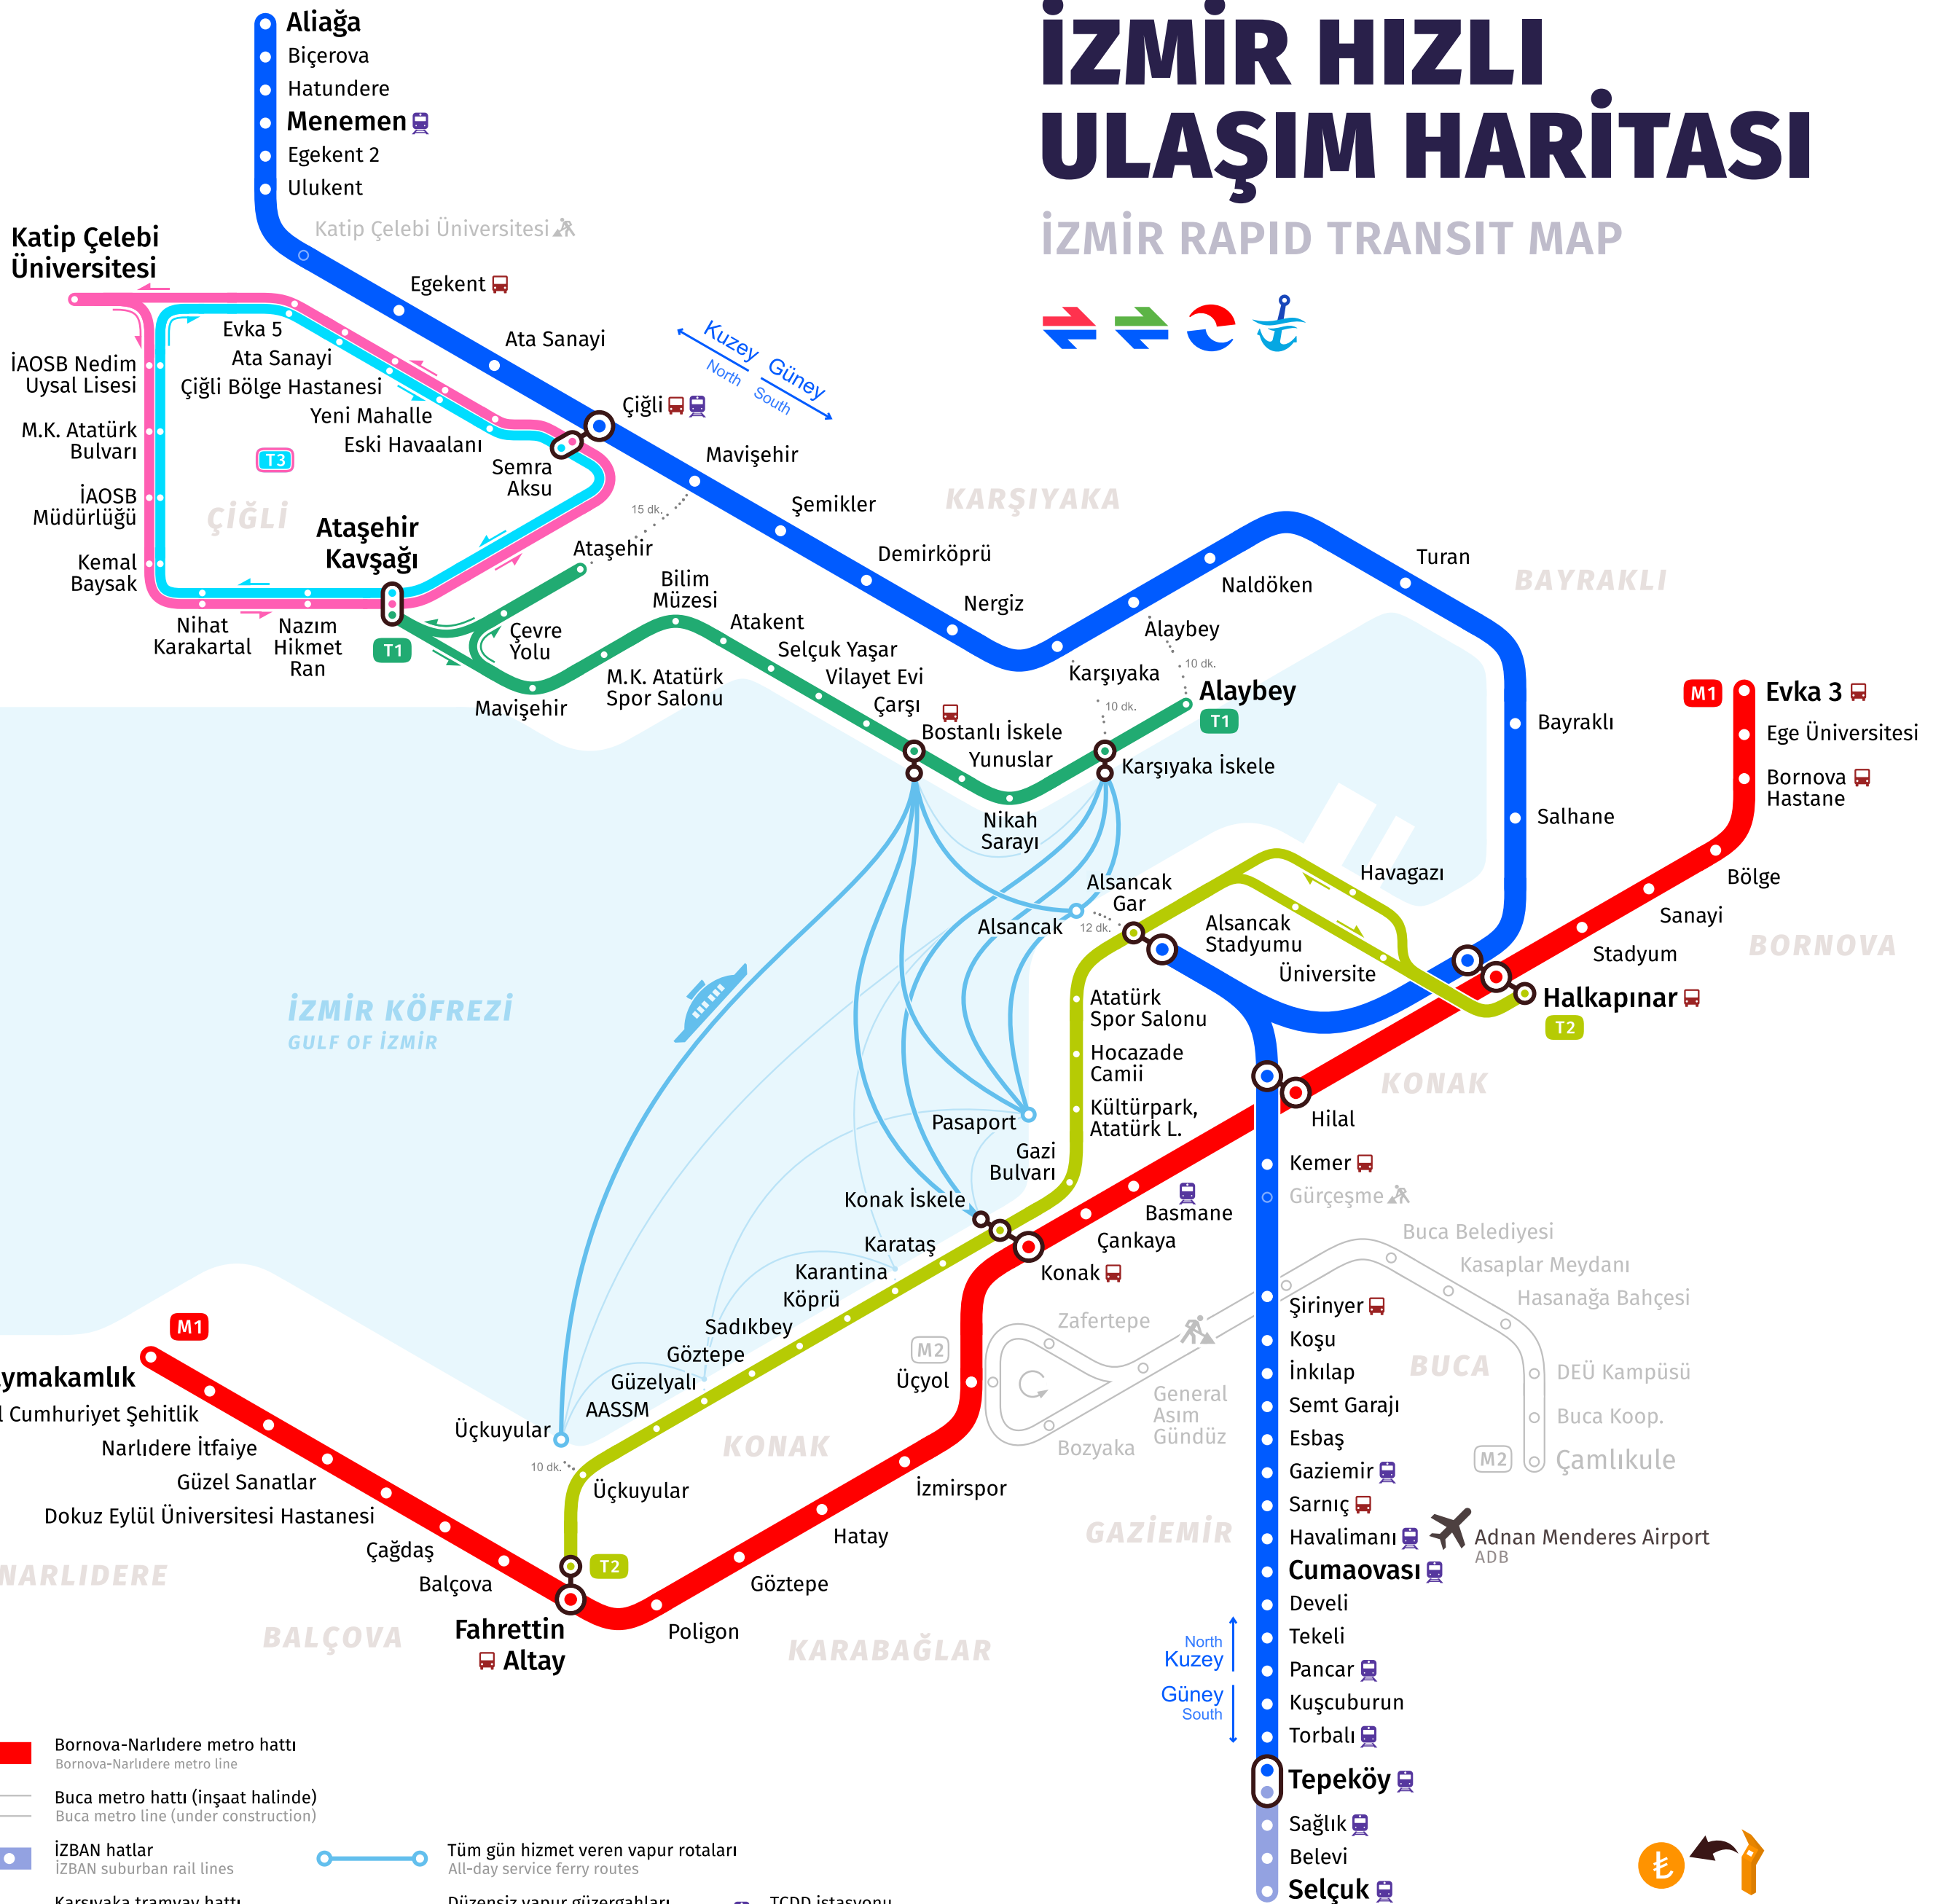 İZMİR HIZLI
ULAŞIM HARİTASI
İZMİR RAPID TRANSIT MAP
Aliağa
Biçerova
Hatundere
Menemen
Egekent 2
Ulukent
Katip Çelebi Üniversitesi
Egekent
Ata Sanayi
Kuzey
North
Güney
South
Çiğli
Mavişehir
Şemikler
Demirköprü
Nergiz
Karşıyaka
Alaybey
Naldöken
Turan
Bayraklı
Salhane
Katip Çelebi
Üniversitesi
Evka 5
Ata Sanayi
Çiğli Bölge Hastanesi
Yeni Mahalle
Eski Havaalanı
Semra
Aksu
İAOSB Nedim
Uysal Lisesi
M.K. Atatürk
Bulvarı
İAOSB
Müdürlüğü
Kemal
Baysak
T3
ÇİĞLİ
Ataşehir
Kavşağı
Nihat
Karakartal
Nazım
Hikmet
Ran
T1
15 dk.
Ataşehir
Çevre
Yolu
Mavişehir
Bilim
Müzesi
M.K. Atatürk
Spor Salonu
Atakent
Selçuk Yaşar
Vilayet Evi
Çarşı
Bostanlı İskele
Yunuslar
Nikah
Sarayı
Karşıyaka İskele
10 dk.
10 dk.
Alaybey
T1
KARŞIYAKA
BAYRAKLI
M1
Evka 3
Ege Üniversitesi
Bornova
Hastane
Bölge
Sanayi
Stadyum
BORNOVA
Halkapınar
T2
Havagazı
Alsancak
Gar
Alsancak
12 dk.
Alsancak
Stadyumu
Üniversite
Atatürk
Spor Salonu
Hocazade
Camii
Kültürpark,
Atatürk L.
Gazi
Bulvarı
Pasaport
KONAK
Hilal
İZMİR KÖFREZİ
GULF OF İZMİR
Konak İskele
Karataş
Karantina
Köprü
Sadıkbey
Göztepe
Güzelyalı
AASSM
Üçkuyular
10 dk.
Üçkuyular
T2
Basmane
Çankaya
Konak
M2
Üçyol
Zafertepe
Bozyaka
General
Asım
Gündüz
Buca Belediyesi
Kasaplar Meydanı
Hasanağa Bahçesi
DEÜ Kampüsü
Buca Koop.
M2
Çamlıkule
BUCA
Kemer
Gürçeşme
Şirinyer
Koşu
İnkılap
Semt Garajı
Esbaş
Gaziemir
Sarnıç
Havalimanı
Adnan Menderes Airport
ADB
Cumaovası
Develi
Tekeli
Pancar
Kuşcuburun
Torbalı
Tepeköy
Sağlık
Belevi
Selçuk
North
Kuzey
Güney
South
GAZİEMİR
KONAK
İzmirspor
Hatay
Göztepe
Poligon
KARABAĞLAR
Fahrettin
Altay
M1
ymakamlık
Cumhuriyet Şehitlik
Narlıdere İtfaiye
Güzel Sanatlar
Dokuz Eylül Üniversitesi Hastanesi
Çağdaş
Balçova
NARLIDERE
BALÇOVA
Bornova-Narlıdere metro hattı
Bornova-Narlıdere metro line
Buca metro hattı (inşaat halinde)
Buca metro line (under construction)
İZBAN hatlar
İZBAN suburban rail lines
Tüm gün hizmet veren vapur rotaları
All-day service ferry routes
Karşıyaka tramvay hattı
Düzensiz vapur güzergahları
TCDD istasyonu